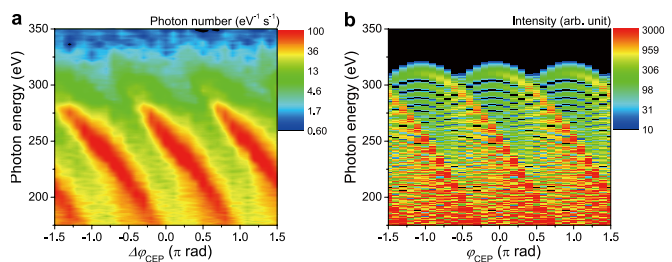 a
Photon number (eV⁻¹ s⁻¹)
350
300
250
200
Photon energy (eV)
100
36
13
4.6
1.7
0.60
-1.5 -1.0 -0.5 0.0 0.5 1.0 1.5
ΔφCEP (π rad)
b
Intensity (arb. unit)
350
300
250
200
Photon energy (eV)
3000
959
306
98
31
10
-1.5 -1.0 -0.5 0.0 0.5 1.0 1.5
φCEP (π rad)